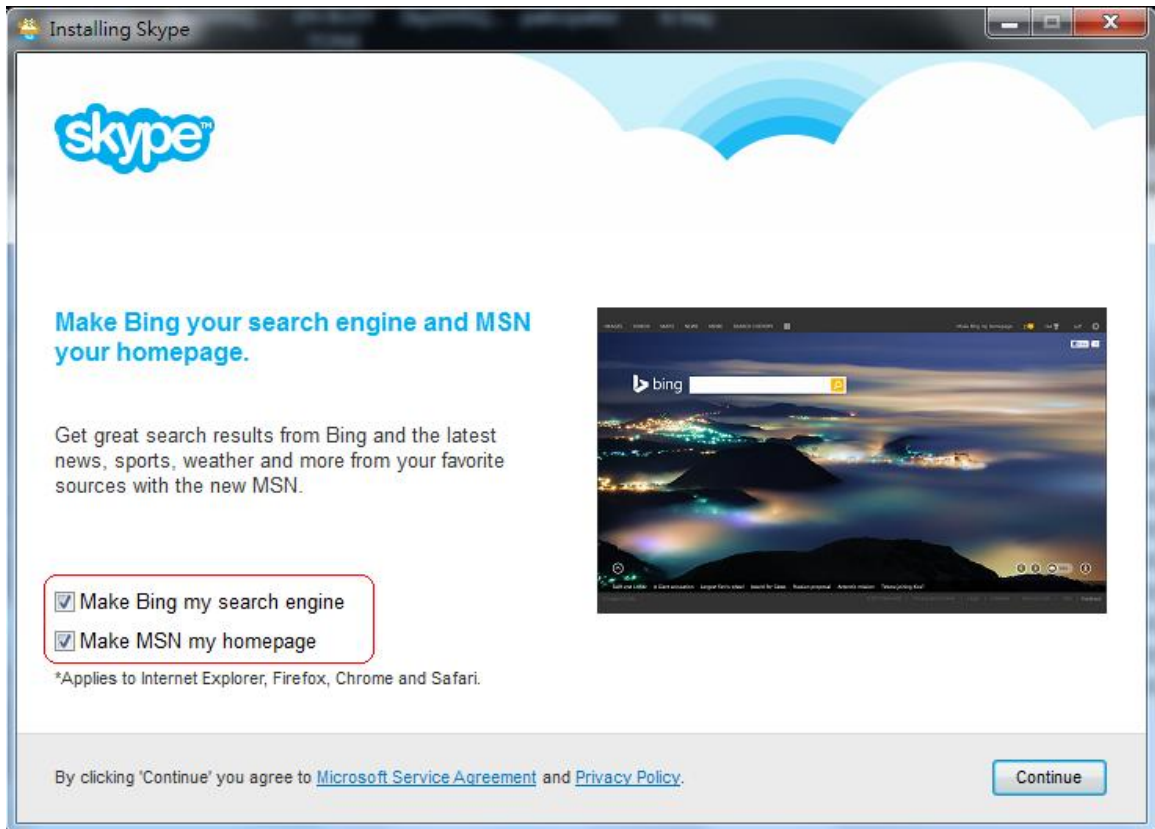 Installing Skype
skype™
Make Bing your search engine and MSN
your homepage.
Get great search results from Bing and the latest
news, sports, weather and more from your favorite
sources with the new MSN.
bing
Make Bing my search engine
Make MSN my homepage
*Applies to Internet Explorer, Firefox, Chrome and Safari.
By clicking 'Continue' you agree to Microsoft Service Agreement and Privacy Policy.
Continue